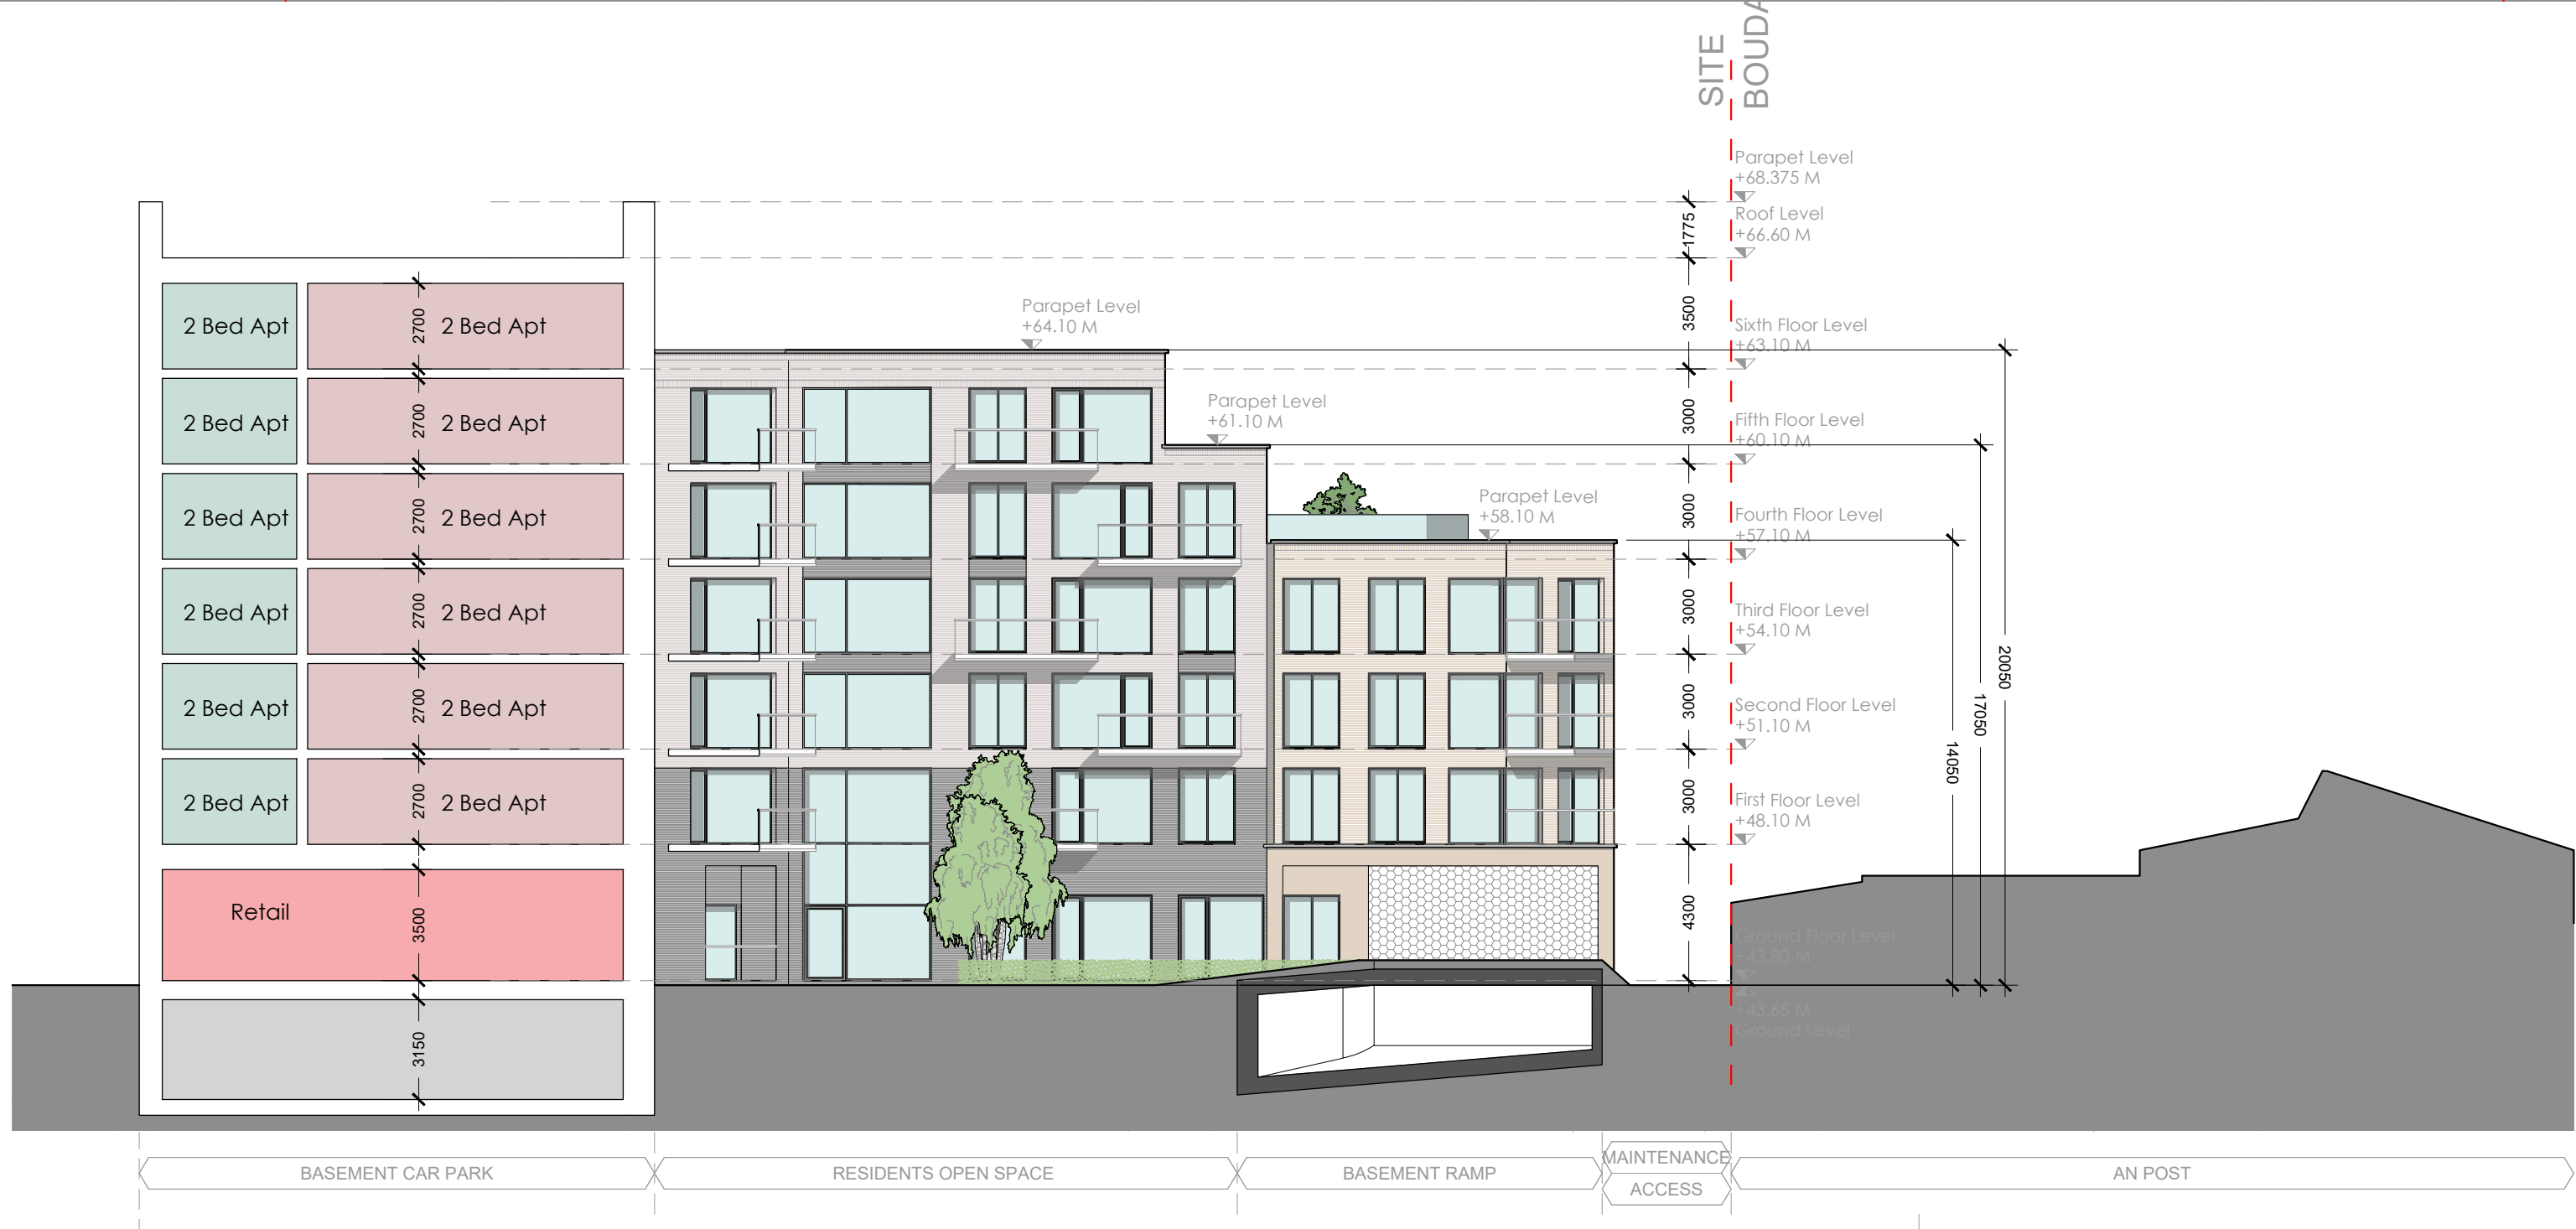 SITE
BOUDA
Parapet Level
+68.375 M
Roof Level
+66.60 M
1775
3500
Sixth Floor Level
+63.10 M
3000
Fifth Floor Level
+60.10 M
3000
Fourth Floor Level
+57.10 M
3000
Third Floor Level
+54.10 M
3000
Second Floor Level
+51.10 M
3000
First Floor Level
+48.10 M
4300
Ground Floor Level
+43.80 M
+43.65 M
Ground Level
20050
17050
14050
Parapet Level
+64.10 M
Parapet Level
+61.10 M
Parapet Level
+58.10 M
2 Bed Apt
2700
2 Bed Apt
2 Bed Apt
2700
2 Bed Apt
2 Bed Apt
2700
2 Bed Apt
2 Bed Apt
2700
2 Bed Apt
2 Bed Apt
2700
2 Bed Apt
2 Bed Apt
2700
2 Bed Apt
Retail
3500
3150
BASEMENT CAR PARK
RESIDENTS OPEN SPACE
BASEMENT RAMP
MAINTENANCE
ACCESS
AN POST